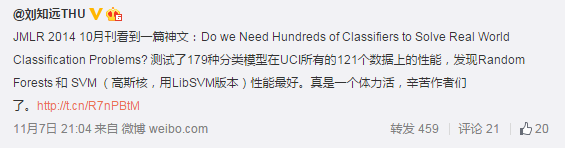 @刘知远THU
JMLR 2014 10月刊看到一篇神文：Do we Need Hundreds of Classifiers to Solve Real World
Classification Problems? 测试了179种分类模型在UCI所有的121个数据上的性能，发现Random
Forests 和 SVM （高斯核，用LibSVM版本）性能最好。真是一个体力活，辛苦作者们
了。http://t.cn/R7nPBtM
11月7日 21:04 来自 微博 weibo.com 转发 459 | 评论 21 | 20